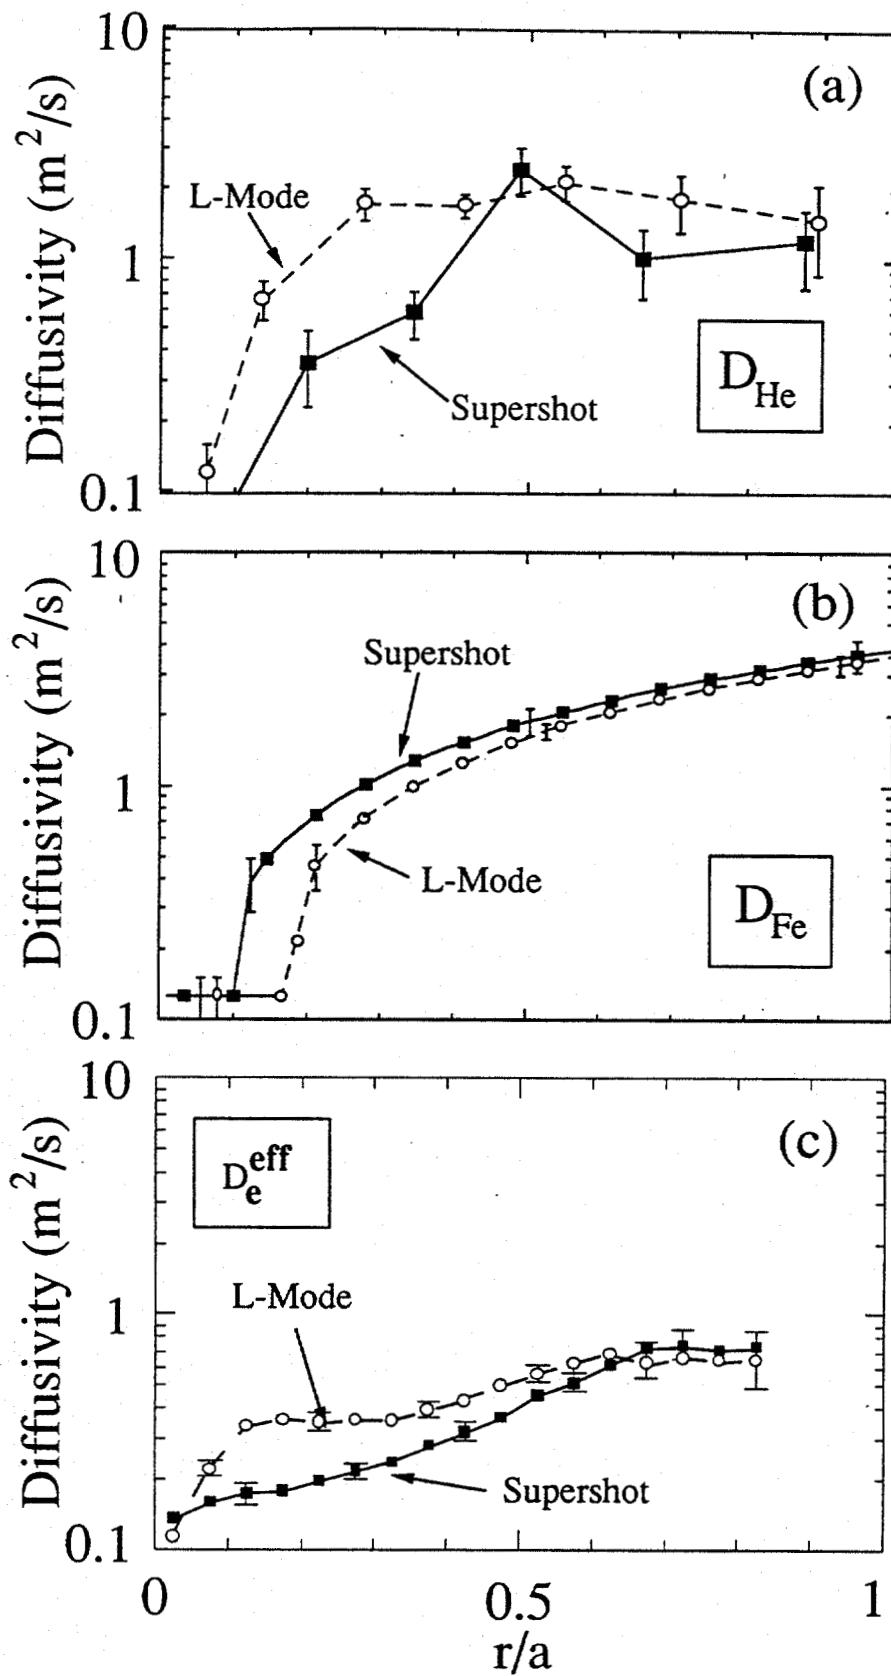 10
(a)
Diffusivity (m²/s)
L-Mode
1
D_He
Supershot
0.1
10
(b)
Diffusivity (m²/s)
Supershot
1
L-Mode
D_Fe
0.1
10
(c)
D_e^eff
Diffusivity (m²/s)
L-Mode
1
Supershot
0.1
0
0.5
1
r/a